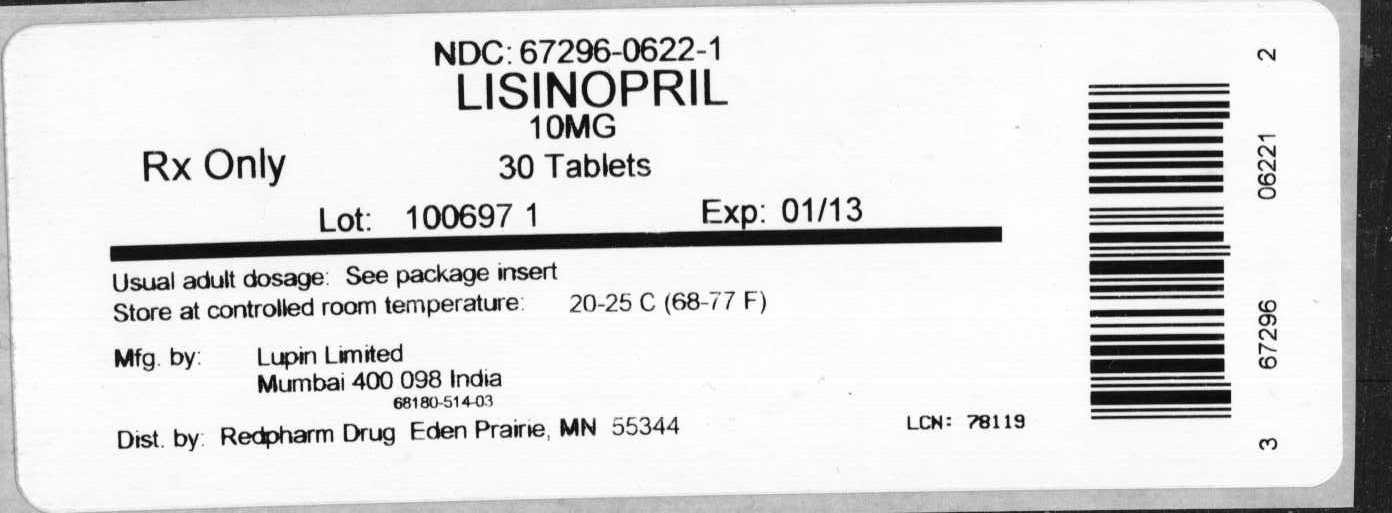 NDC: 67296-0622-1
LISINOPRIL
10MG
Rx Only 30 Tablets
Lot: 100697 1 Exp: 01/13
Usual adult dosage: See package insert
Store at controlled room temperature: 20-25 C (68-77 F)
Mfg. by: Lupin Limited
Mumbai 400 098 India
68180-514-03
Dist. by: Redpharm Drug Eden Prairie, MN 55344
LCN: 78119
3 67296 06221 2